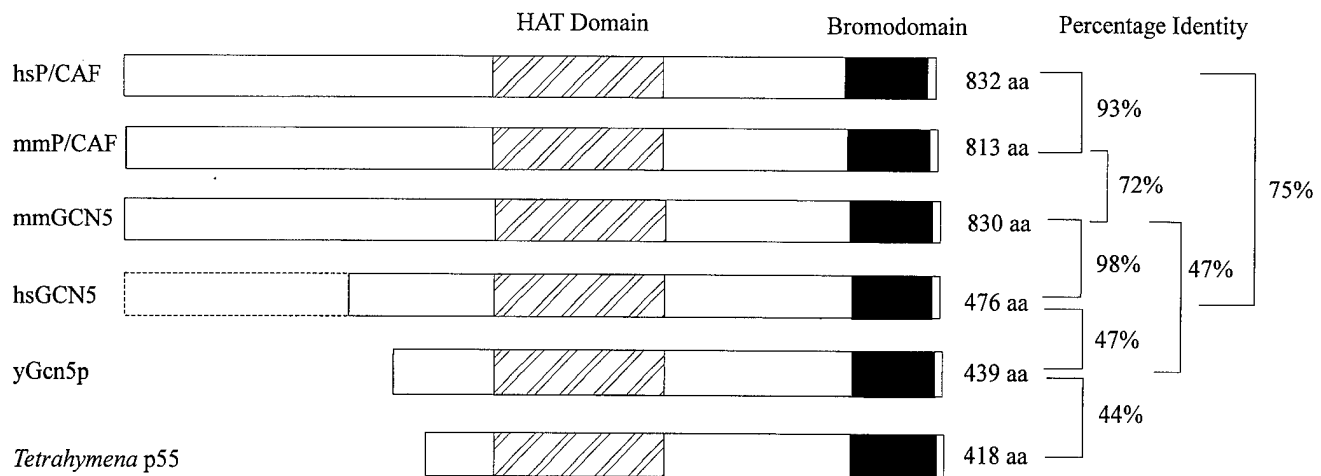 HAT Domain Bromodomain Percentage Identity
hsP/CAF 832 aa
93%
mmP/CAF 813 aa
72% 75%
mmGCN5 830 aa
98% 47%
hsGCN5 476 aa
47%
yGcn5p 439 aa
44%
Tetrahymena p55 418 aa